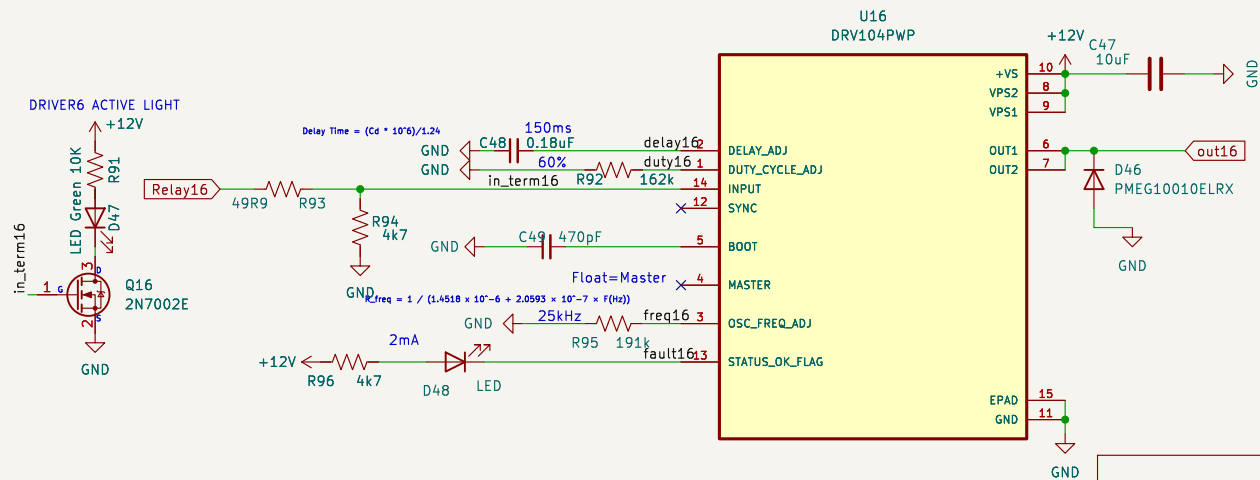 U16
DRV104PWP
+12V
C47
10uF
GND
+VS 10
VPS2 8
VPS1 9
DRIVER6 ACTIVE LIGHT
+12V
R91
10K
LED Green
D47
in_term16
1 G
3 D
2 S
Q16
2N7002E
GND
Delay Time = (Cd * 10^6)/1.24
150ms
GND C48 0.18uF delay16 2 DELAY_ADJ
60%
GND R92 162k duty16 1 DUTY_CYCLE_ADJ
in_term16
Relay16 49R9 R93 14 INPUT
12 SYNC
R94
4k7
GND
GND C49 470pF 5 BOOT
Float=Master 4 MASTER
R_freq = 1 / (1.4518 x 10^-6 + 2.0593 × 10^-7 × F(Hz))
25kHz
GND R95 191k freq16 3 OSC_FREQ_ADJ
2mA
+12V R96 4k7 D48 LED fault16 13 STATUS_OK_FLAG
OUT1 6
OUT2 7
out16
D46
PMEG10010ELRX
GND
EPAD 15
GND 11
GND